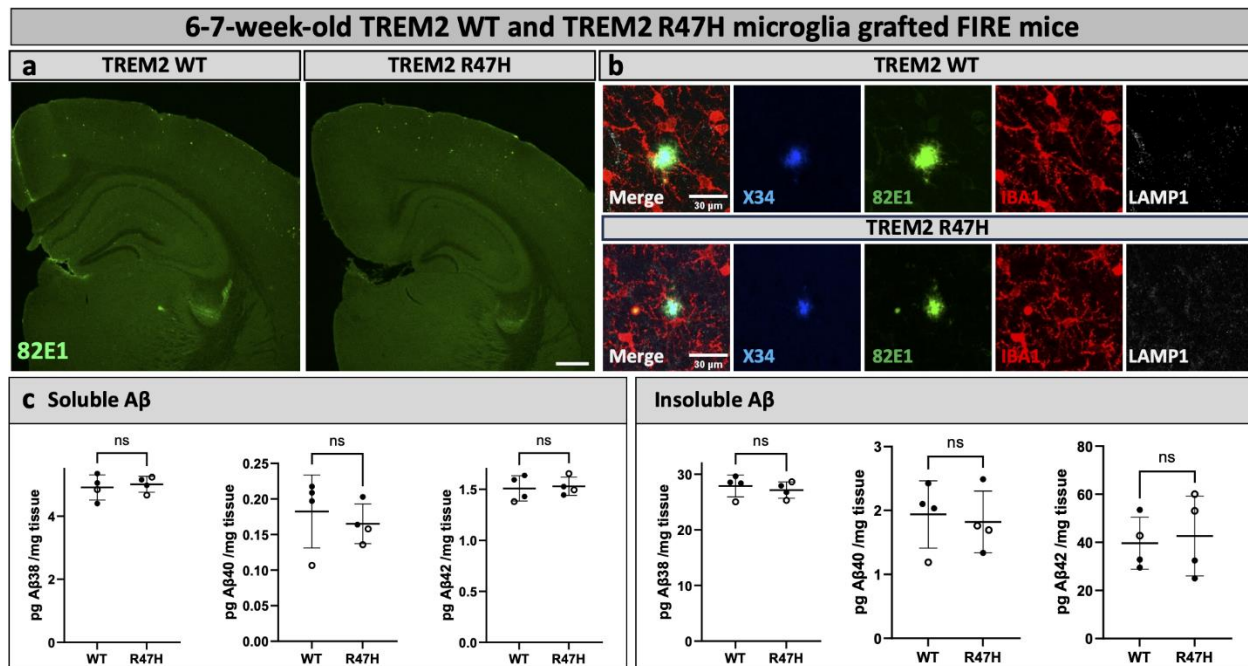 6-7-week-old TREM2 WT and TREM2 R47H microglia grafted FIRE mice
a
TREM2 WT
TREM2 R47H
82E1
b
TREM2 WT
Merge
30 µm
X34
82E1
IBA1
LAMP1
TREM2 R47H
Merge
30 µm
X34
82E1
IBA1
LAMP1
c Soluble Aβ
ns
pg Aβ38 /mg tissue
4
2
0
WT R47H
ns
pg Aβ40 /mg tissue
0.25
0.20
0.15
0.10
0.05
0.00
WT R47H
ns
pg Aβ42 /mg tissue
1.5
1.0
0.5
0.0
WT R47H
Insoluble Aβ
ns
pg Aβ38 /mg tissue
30
20
10
0
WT R47H
ns
pg Aβ40 /mg tissue
3
2
1
0
WT R47H
ns
pg Aβ42 /mg tissue
80
60
40
20
0
WT R47H